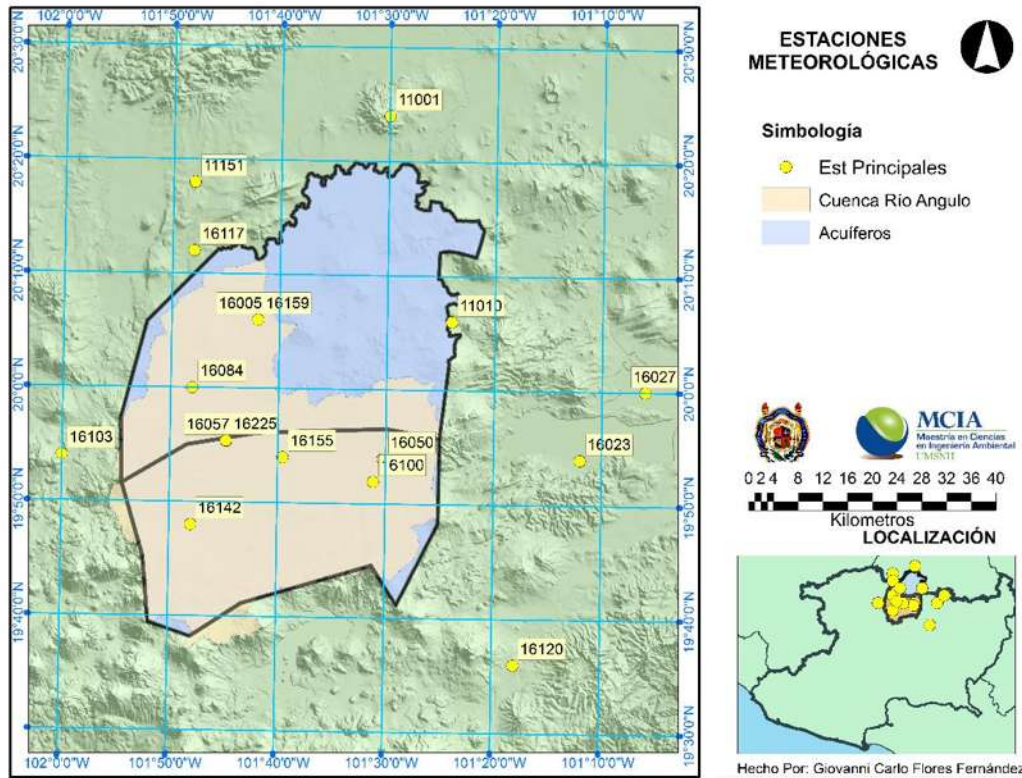 102°0'0"N 101°50'0"N 101°40'0"N 101°30'0"N 101°20'0"N 101°10'0"N
20°30'0"N 20°30'0"N
20°20'0"N 20°20'0"N
20°10'0"N 20°10'0"N
20°0'0"N 20°0'0"N
19°50'0"N 19°50'0"N
19°40'0"N 19°40'0"N
19°30'0"N
11001
11151
16117
16005 16159
11010
16084
16027
16057 16225
16155
16050
16103
16100
16023
16142
16120
102°0'0"N 101°50'0"N 101°40'0"N 101°30'0"N 101°20'0"N 101°10'0"N
ESTACIONES
METEOROLÓGICAS
Simbología
Est Principales
Cuenca Río Angulo
Acuíferos
MCIA
Maestría en Ciencias
en Ingeniería Ambiental
UMSNH
0 2 4 8 12 16 20 24 28 32 36 40
Kilometros
LOCALIZACIÓN
Hecho Por: Giovanni Carlo Flores Fernández